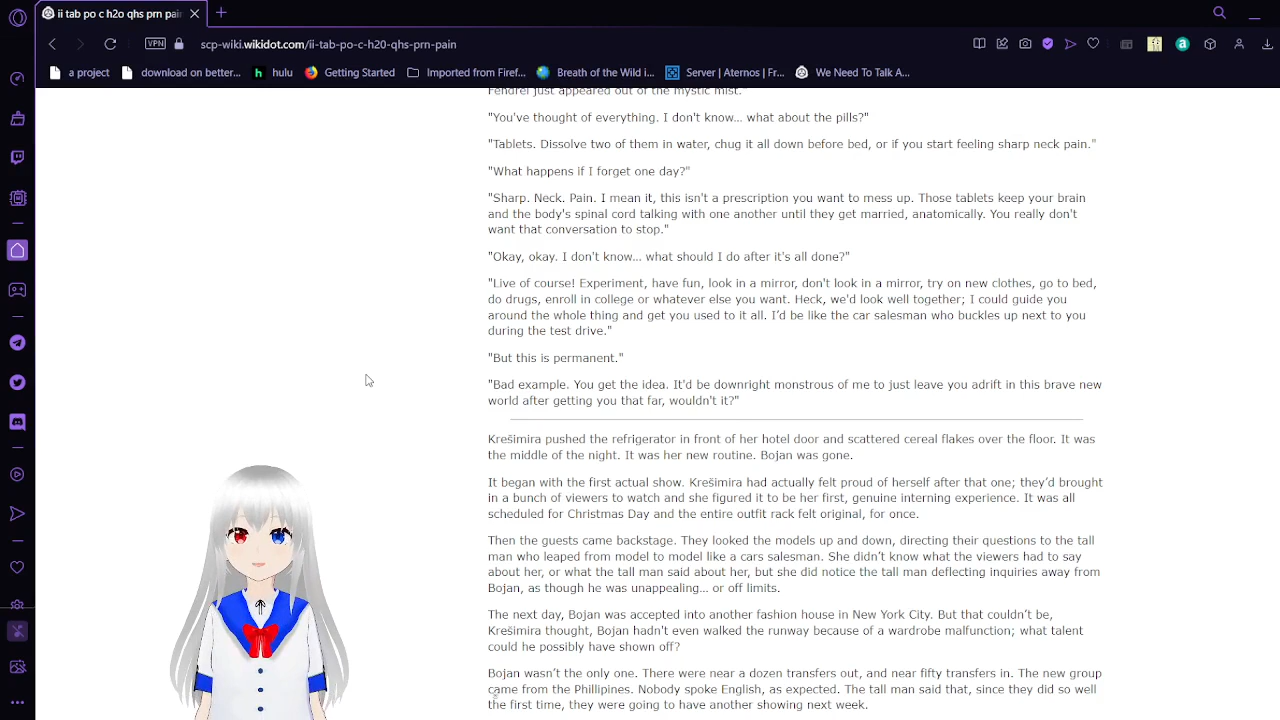 ii tab po c h2o qhs prn pain
VPN
scp-wiki.wikidot.com/ii-tab-po-c-h20-qhs-prn-pain
a project
download on better...
h
hulu
Getting Started
Imported from Firef...
Breath of the Wild i...
Server | Aternos | Fr...
We Need To Talk A...
Fendrel just appeared out of the mystic mist."
"You've thought of everything. I don't know... what about the pills?"
"Tablets. Dissolve two of them in water, chug it all down before bed, or if you start feeling sharp neck pain."
"What happens if I forget one day?"
"Sharp. Neck. Pain. I mean it, this isn't a prescription you want to mess up. Those tablets keep your brain
and the body's spinal cord talking with one another until they get married, anatomically. You really don't
want that conversation to stop."
"Okay, okay. I don't know... what should I do after it's all done?"
"Live of course! Experiment, have fun, look in a mirror, don't look in a mirror, try on new clothes, go to bed,
do drugs, enroll in college or whatever else you want. Heck, we'd look well together; I could guide you
around the whole thing and get you used to it all. I'd be like the car salesman who buckles up next to you
during the test drive."
"But this is permanent."
"Bad example. You get the idea. It'd be downright monstrous of me to just leave you adrift in this brave new
world after getting you that far, wouldn't it?"
Krešimira pushed the refrigerator in front of her hotel door and scattered cereal flakes over the floor. It was
the middle of the night. It was her new routine. Bojan was gone.
It began with the first actual show. Krešimira had actually felt proud of herself after that one; they'd brought
in a bunch of viewers to watch and she figured it to be her first, genuine interning experience. It was all
scheduled for Christmas Day and the entire outfit rack felt original, for once.
Then the guests came backstage. They looked the models up and down, directing their questions to the tall
man who leaped from model to model like a cars salesman. She didn't know what the viewers had to say
about her, or what the tall man said about her, but she did notice the tall man deflecting inquiries away from
Bojan, as though he was unappealing... or off limits.
The next day, Bojan was accepted into another fashion house in New York City. But that couldn't be,
Krešimira thought, Bojan hadn't even walked the runway because of a wardrobe malfunction; what talent
could he possibly have shown off?
Bojan wasn't the only one. There were near a dozen transfers out, and near fifty transfers in. The new group
came from the Phillipines. Nobody spoke English, as expected. The tall man said that, since they did so well
the first time, they were going to have another showing next week.